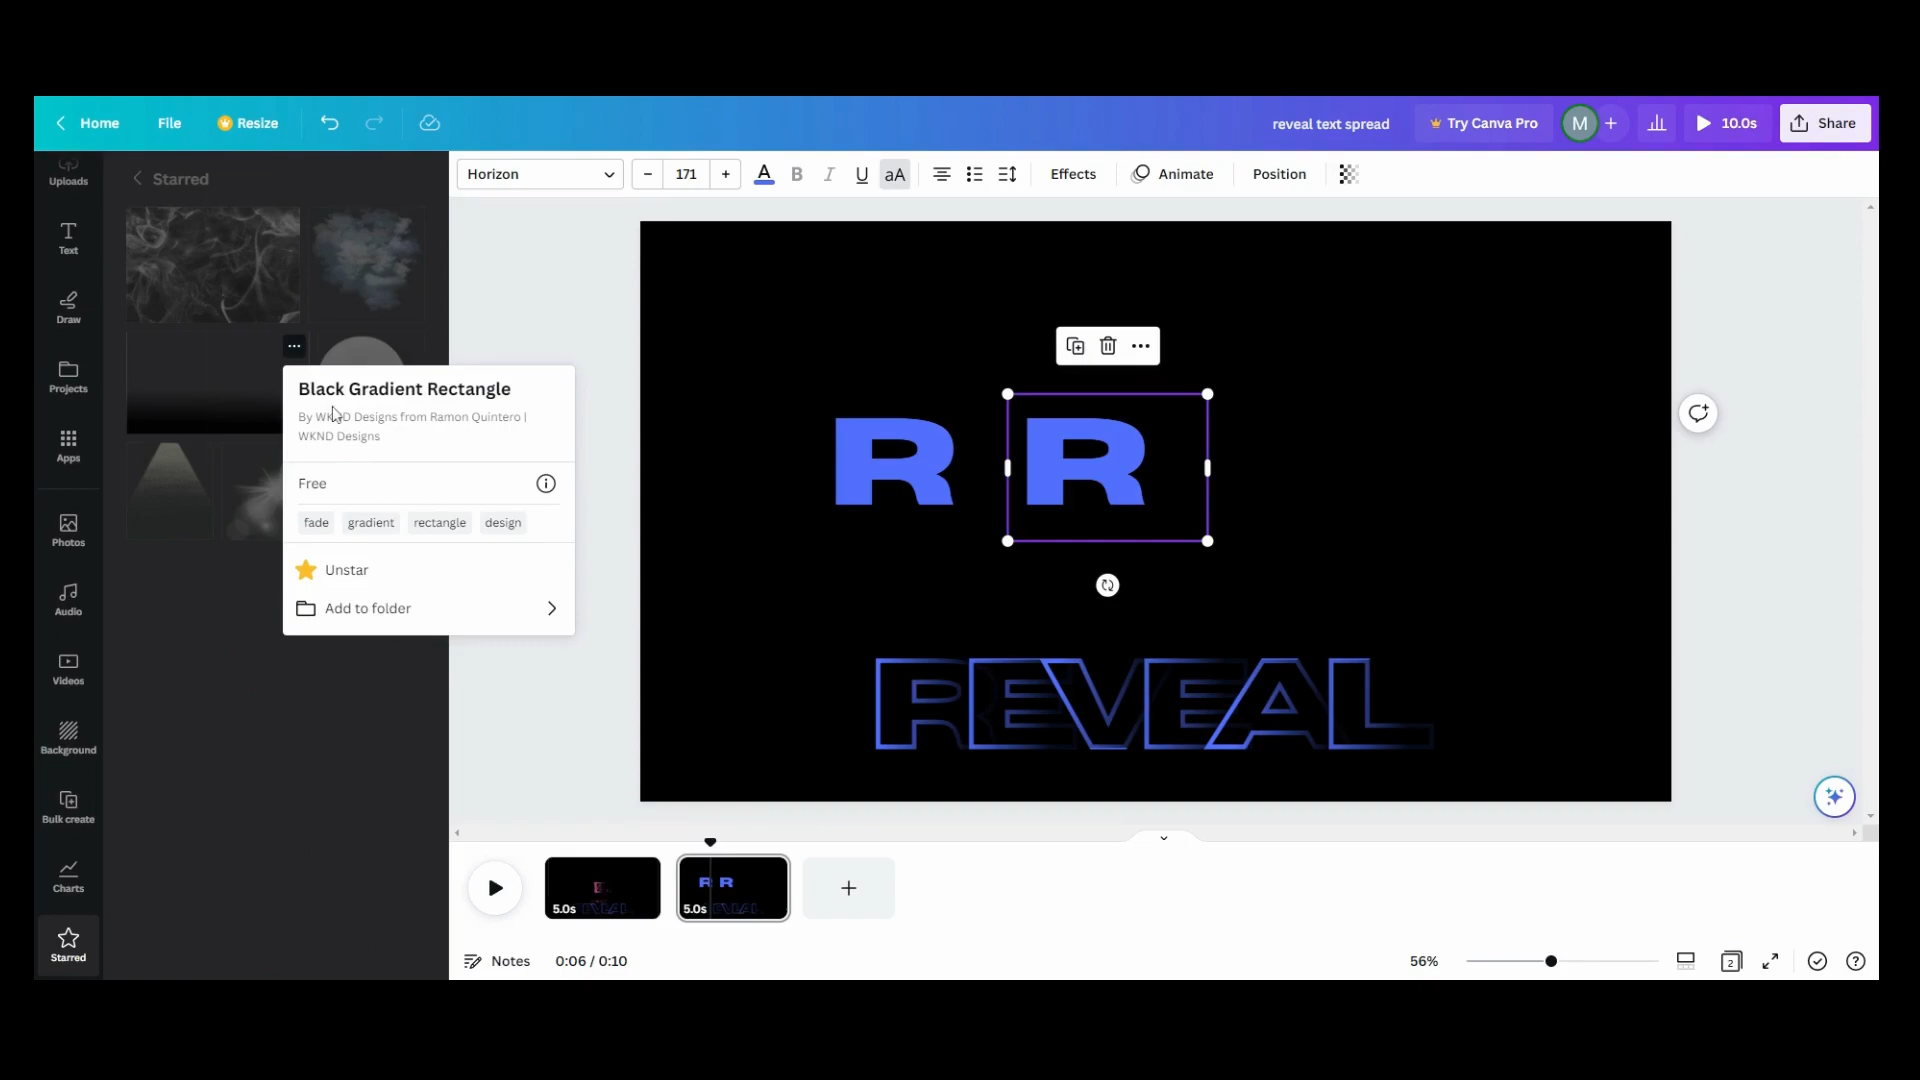 Home
File
Resize
reveal text spread
Try Canva Pro
M
+
10.0s
Share
Uploads
Starred
Horizon
–
171
+
A
B
I
U
aA
Effects
Animate
Position
Text
Draw
Projects
Apps
Photos
Audio
Videos
Background
Bulk create
Charts
Starred
Black Gradient Rectangle
By WKND Designs from Ramon Quintero |
WKND Designs
Free
fade
gradient
rectangle
design
Unstar
Add to folder
R R
REVEAL
5.0s
R R
5.0s
REVEAL
+
Notes
0:06 / 0:10
56%
2
?